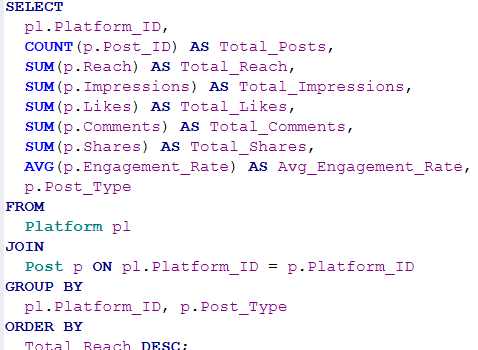 SELECT
pl.Platform_ID,
COUNT(p.Post_ID) AS Total_Posts,
SUM(p.Reach) AS Total_Reach,
SUM(p.Impressions) AS Total_Impressions,
SUM(p.Likes) AS Total_Likes,
SUM(p.Comments) AS Total_Comments,
SUM(p.Shares) AS Total_Shares,
AVG(p.Engagement_Rate) AS Avg_Engagement_Rate,
p.Post_Type
FROM
Platform pl
JOIN
Post p ON pl.Platform_ID = p.Platform_ID
GROUP BY
pl.Platform_ID, p.Post_Type
ORDER BY
Total_Reach DESC;